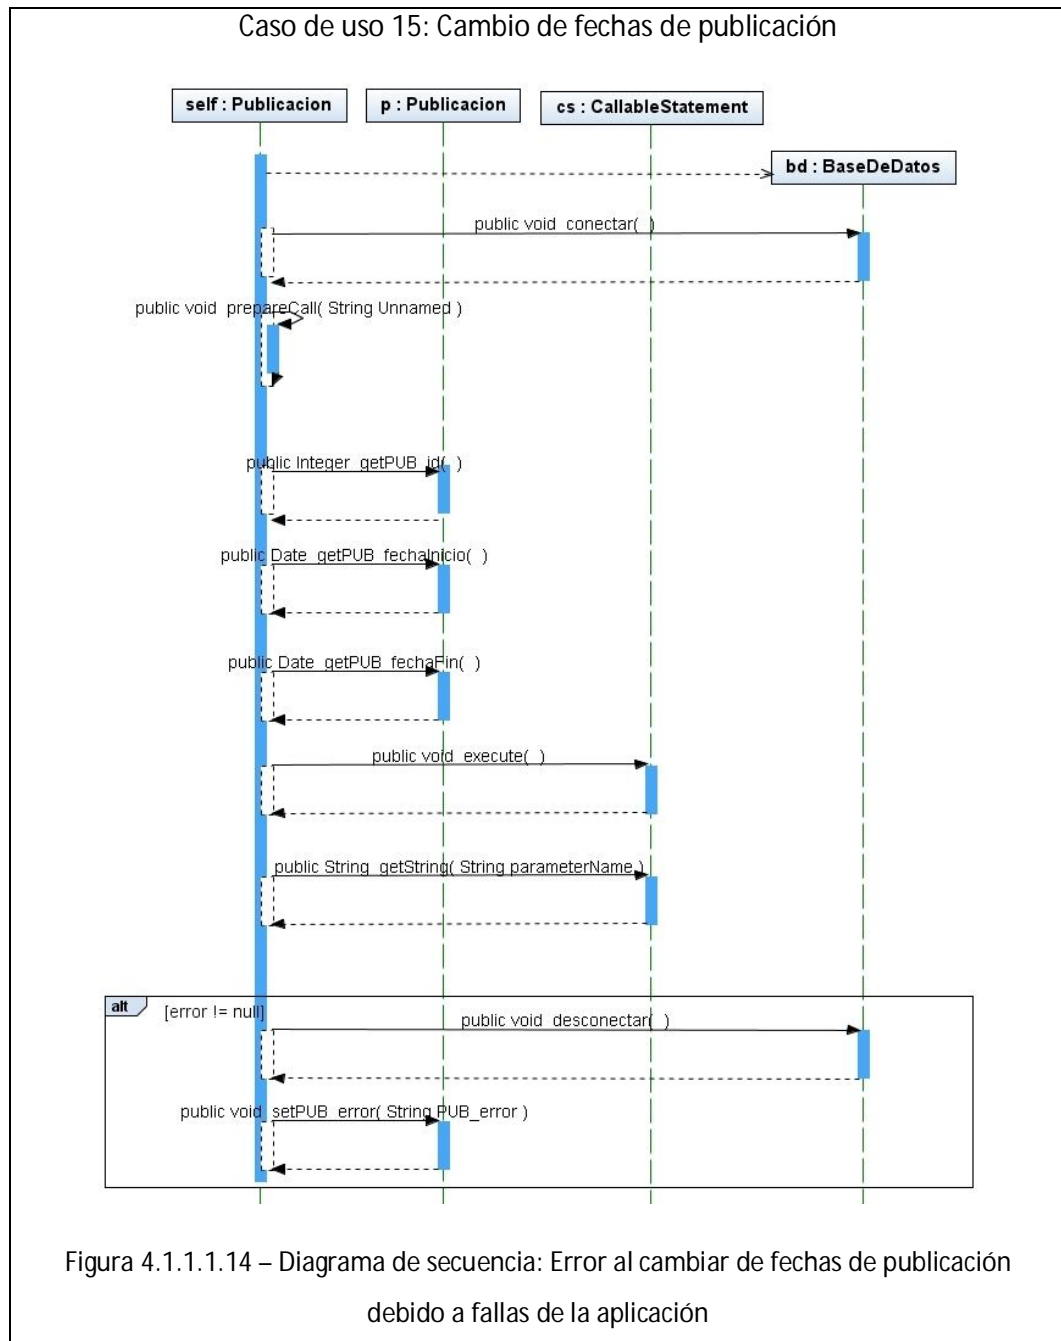 Caso de uso 15: Cambio de fechas de publicación
self : Publicacion
p : Publicacion
cs : CallableStatement
bd : BaseDeDatos
public void conectar( )
public void prepareCall( String Unnamed )
public Integer getPUB_id( )
public Date getPUB_fechaInicio( )
public Date getPUB_fechaFin( )
public void execute( )
public String getString( String parameterName )
alt
[error != null]
public void desconectar( )
public void setPUB_error( String PUB_error )
Figura 4.1.1.1.14 – Diagrama de secuencia: Error al cambiar de fechas de publicación
debido a fallas de la aplicación